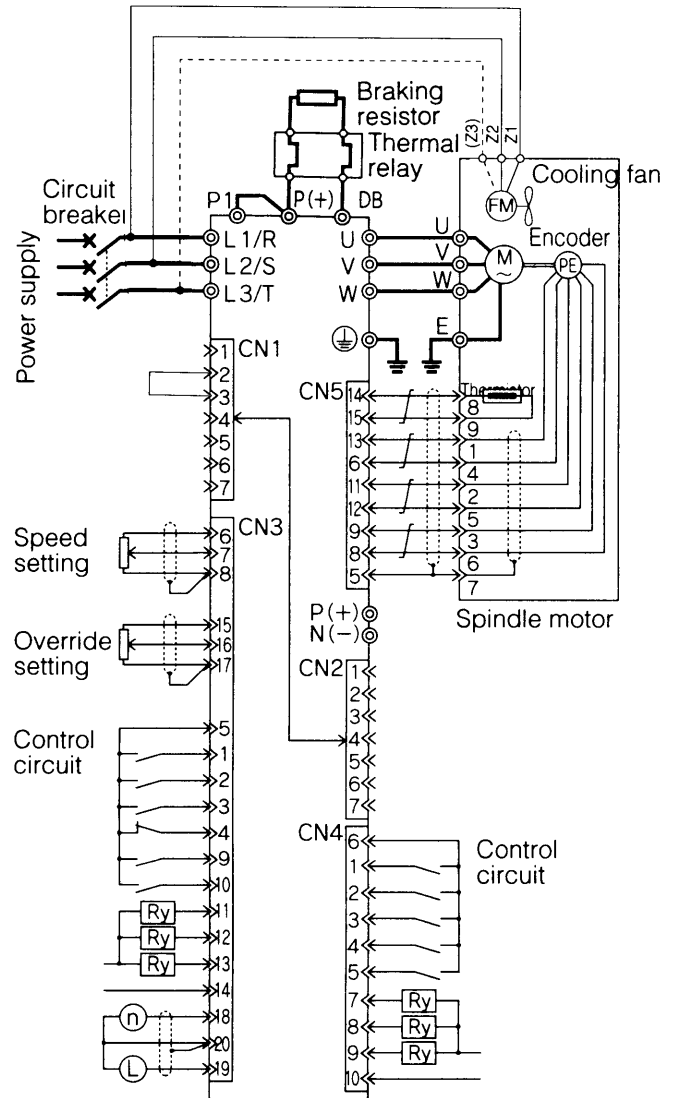 Braking
resistor
Thermal
relay
(Z3)
Z2
Z1
Cooling fan
FM
Circuit
breaker
P1
P(+)
DB
Power supply
L1/R
L2/S
L3/T
U
V
W
U
V
W
E
M
~
Encoder
PE
CN1
1
2
3
4
5
6
7
CN5
14
15
13
6
11
12
9
8
5
Thermistor
8
9
1
4
2
5
3
6
7
Spindle motor
Speed
setting
CN3
6
7
8
Override
setting
15
16
17
P(+)
N(-)
CN2
1
2
3
4
5
6
7
Control
circuit
5
1
2
3
4
9
10
Ry 11
Ry 12
Ry 13
14
n 18
20
L 19
CN4
6
1
2
3
4
5
7 Ry
8 Ry
9 Ry
10
Control
circuit